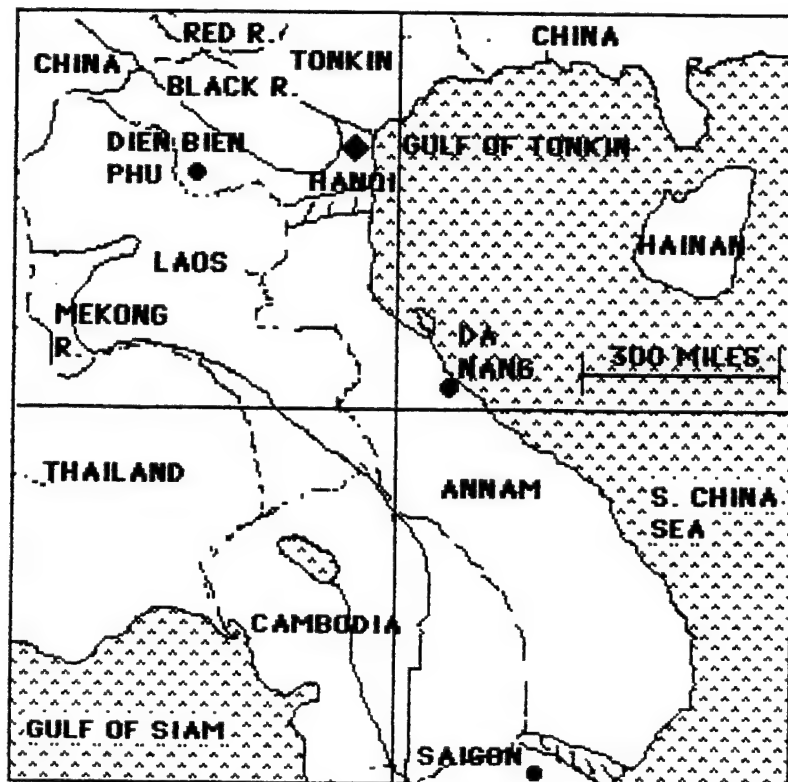 RED R.
CHINA
TONKIN
CHINA
BLACK R.
DIEN BIEN
PHU
GULF OF TONKIN
HANOI
HAINAN
LAOS
MEKONG
R.
DA
NANG
300 MILES
THAILAND
ANNAM
S. CHINA
SEA
CAMBODIA
GULF OF SIAM
SAIGON